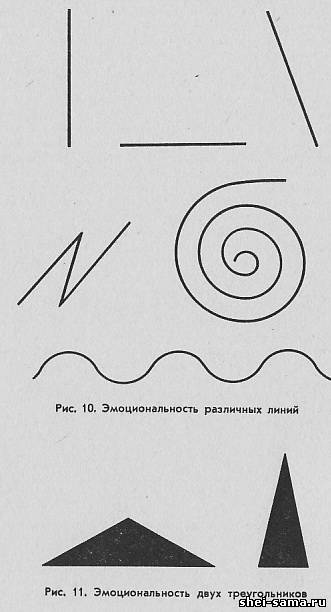 Рис. 10. Эмоциональность различных линий
Рис. 11. Эмоциональность двух треугольников
shei-sama.ru